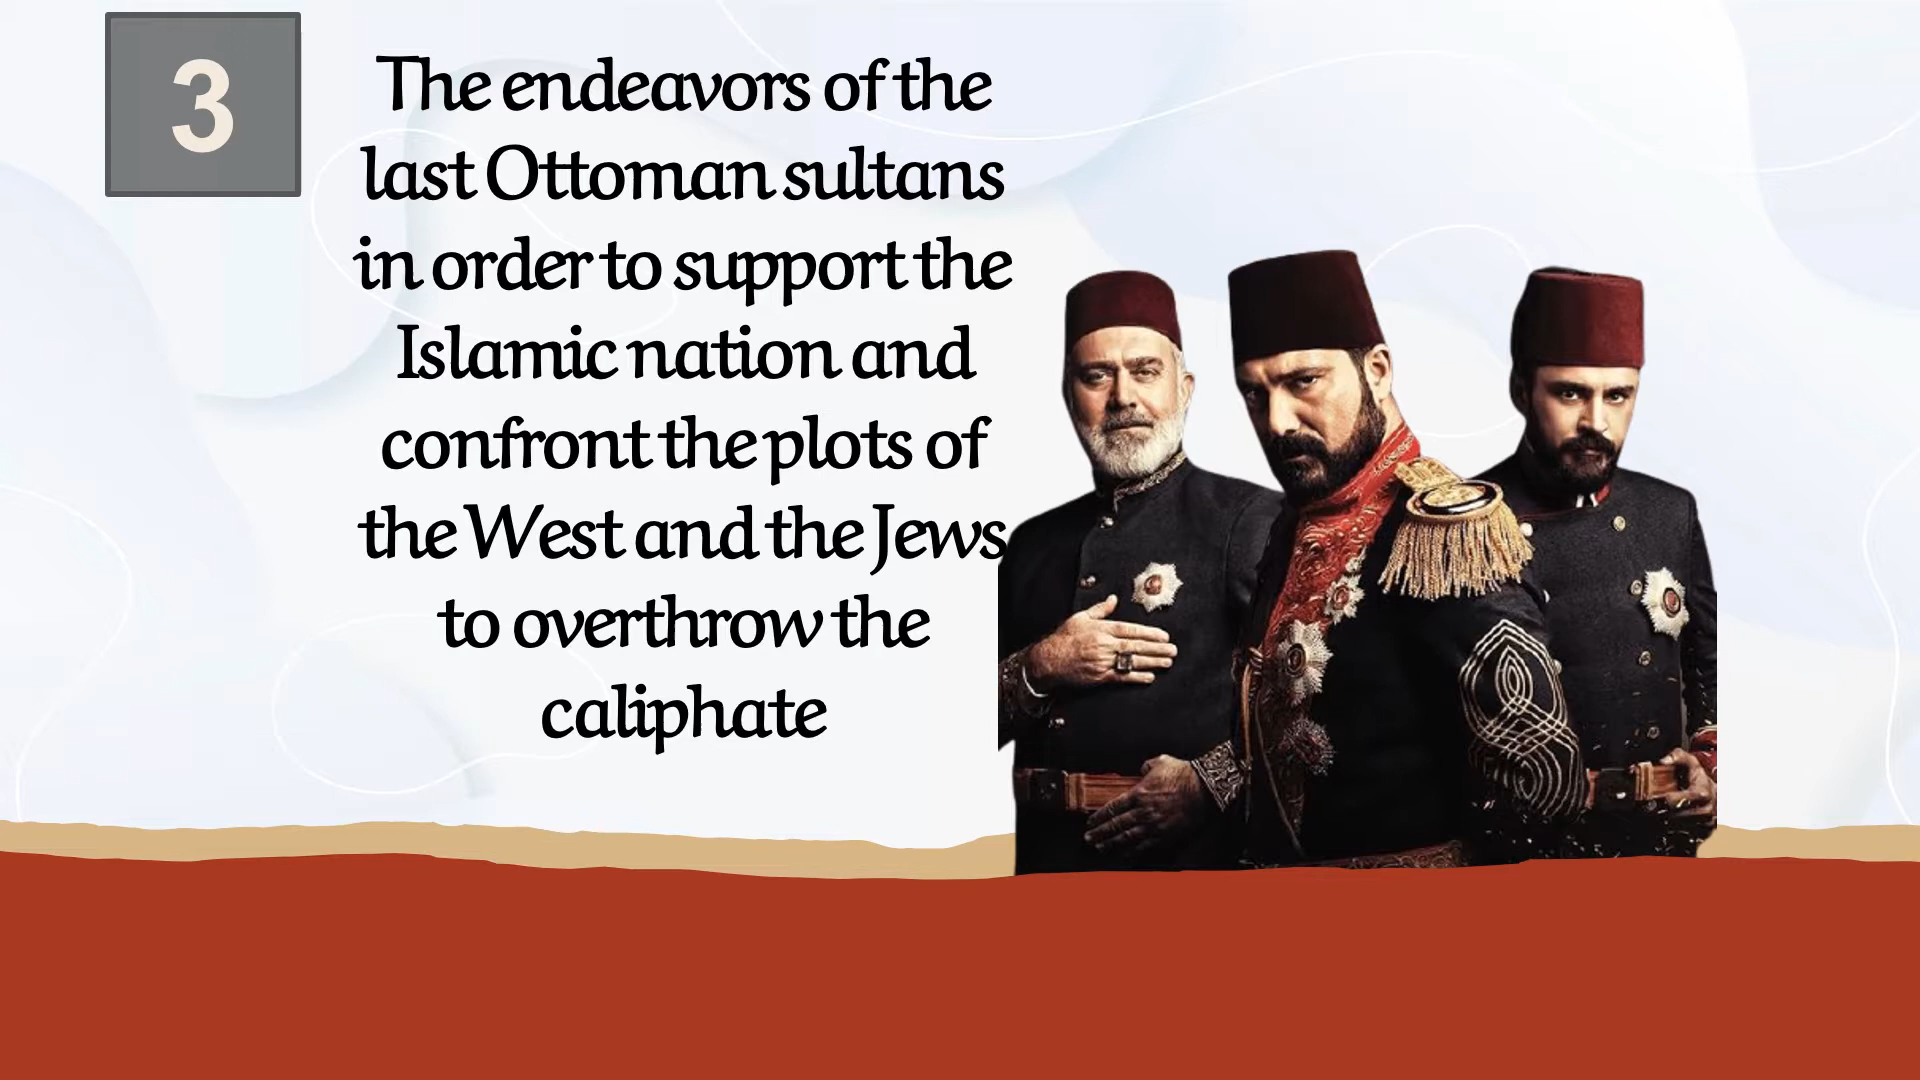 3
The endeavors of the
last Ottoman sultans
in order to support the
Islamic nation and
confront the plots of
the West and the Jews
to overthrow the
caliphate